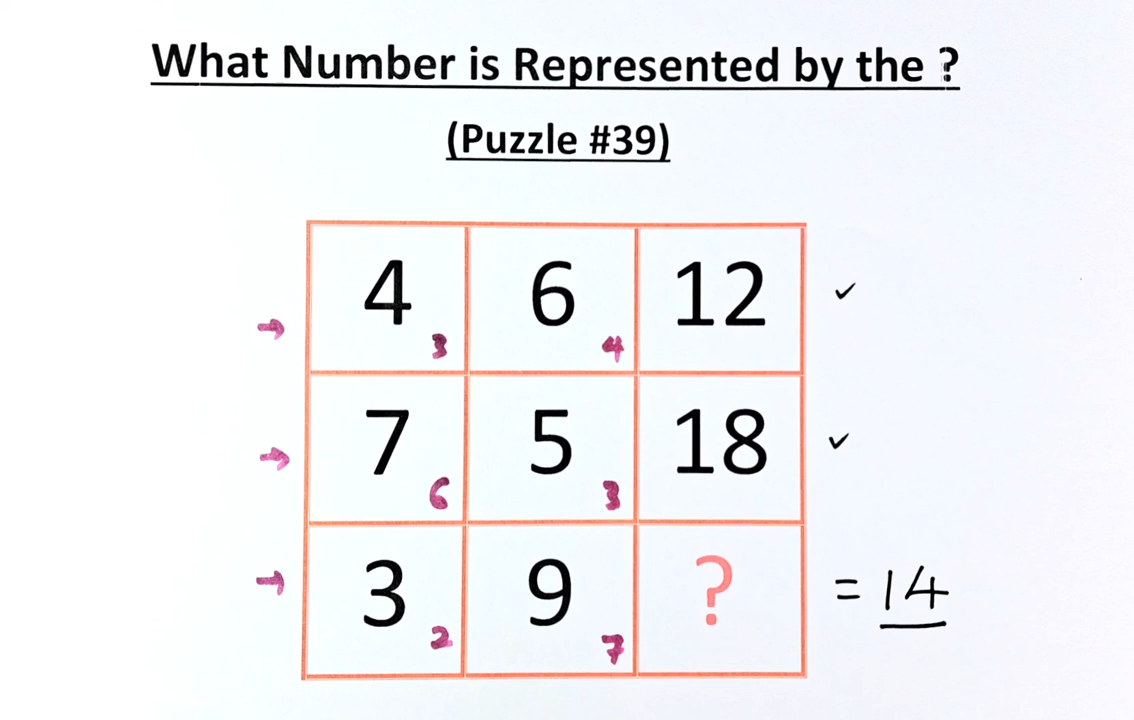 What Number is Represented by the ?
(Puzzle #39)
4 3 6 4 12 ✓
7 6 5 3 18 ✓
3 2 9 7 ? = 14